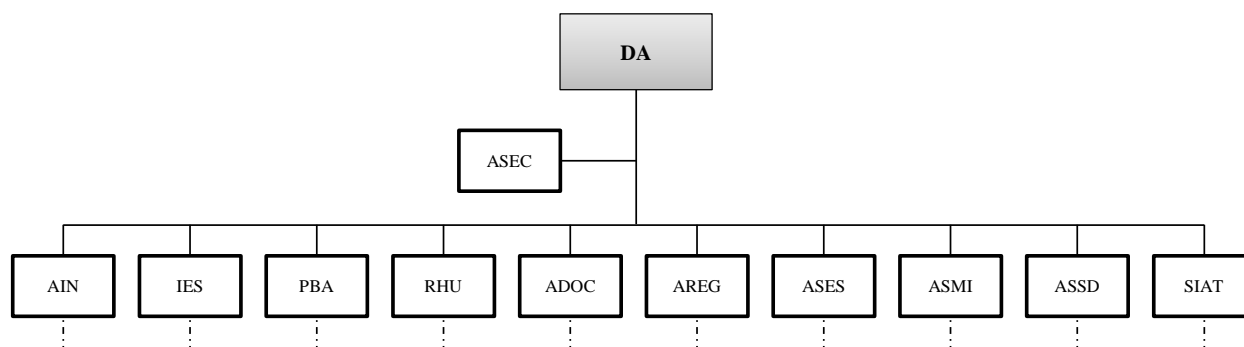 DA
ASEC
AIN
IES
PBA
RHU
ADOC
AREG
ASES
ASMI
ASSD
SIAT